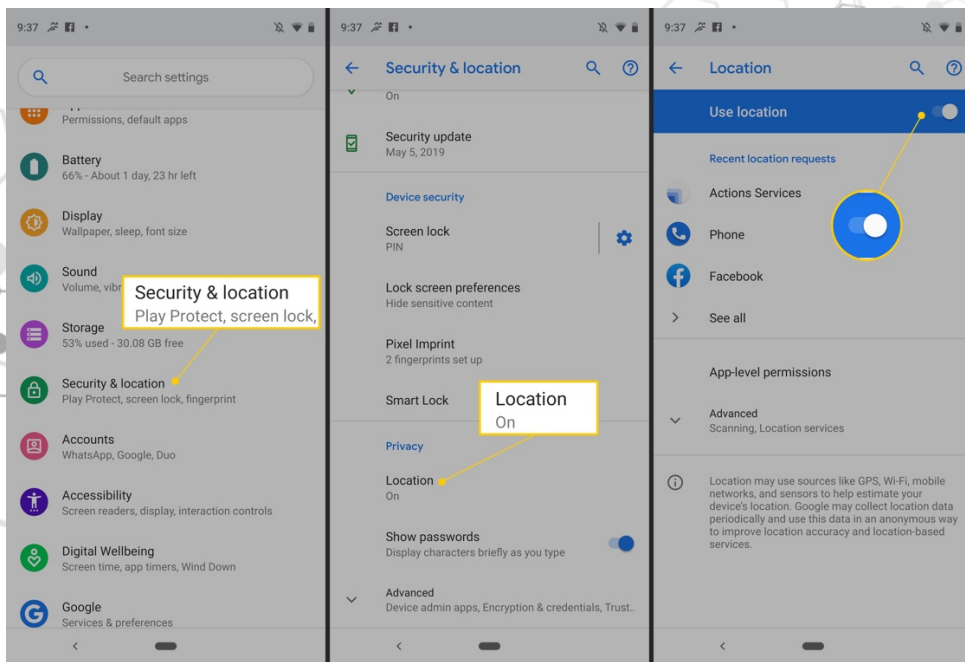 9:37
Search settings
Permissions, default apps
Battery
66% - About 1 day, 23 hr left
Display
Wallpaper, sleep, font size
Sound
Volume, vibr
Security & location
Play Protect, screen lock,
Storage
53% used - 30.08 GB free
Security & location
Play Protect, screen lock, fingerprint
Accounts
WhatsApp, Google, Duo
Accessibility
Screen readers, display, interaction controls
Digital Wellbeing
Screen time, app timers, Wind Down
Google
Services & preferences
9:37
Security & location
On
Security update
May 5, 2019
Device security
Screen lock
PIN
Lock screen preferences
Hide sensitive content
Pixel Imprint
2 fingerprints set up
Smart Lock
Location
On
Privacy
Location
On
Show passwords
Display characters briefly as you type
Advanced
Device admin apps, Encryption & credentials, Trust..
9:37
Location
Use location
Recent location requests
Actions Services
Phone
Facebook
See all
App-level permissions
Advanced
Scanning, Location services
Location may use sources like GPS, Wi-Fi, mobile
networks, and sensors to help estimate your
device's location. Google may collect location data
periodically and use this data in an anonymous way
to improve location accuracy and location-based
services.